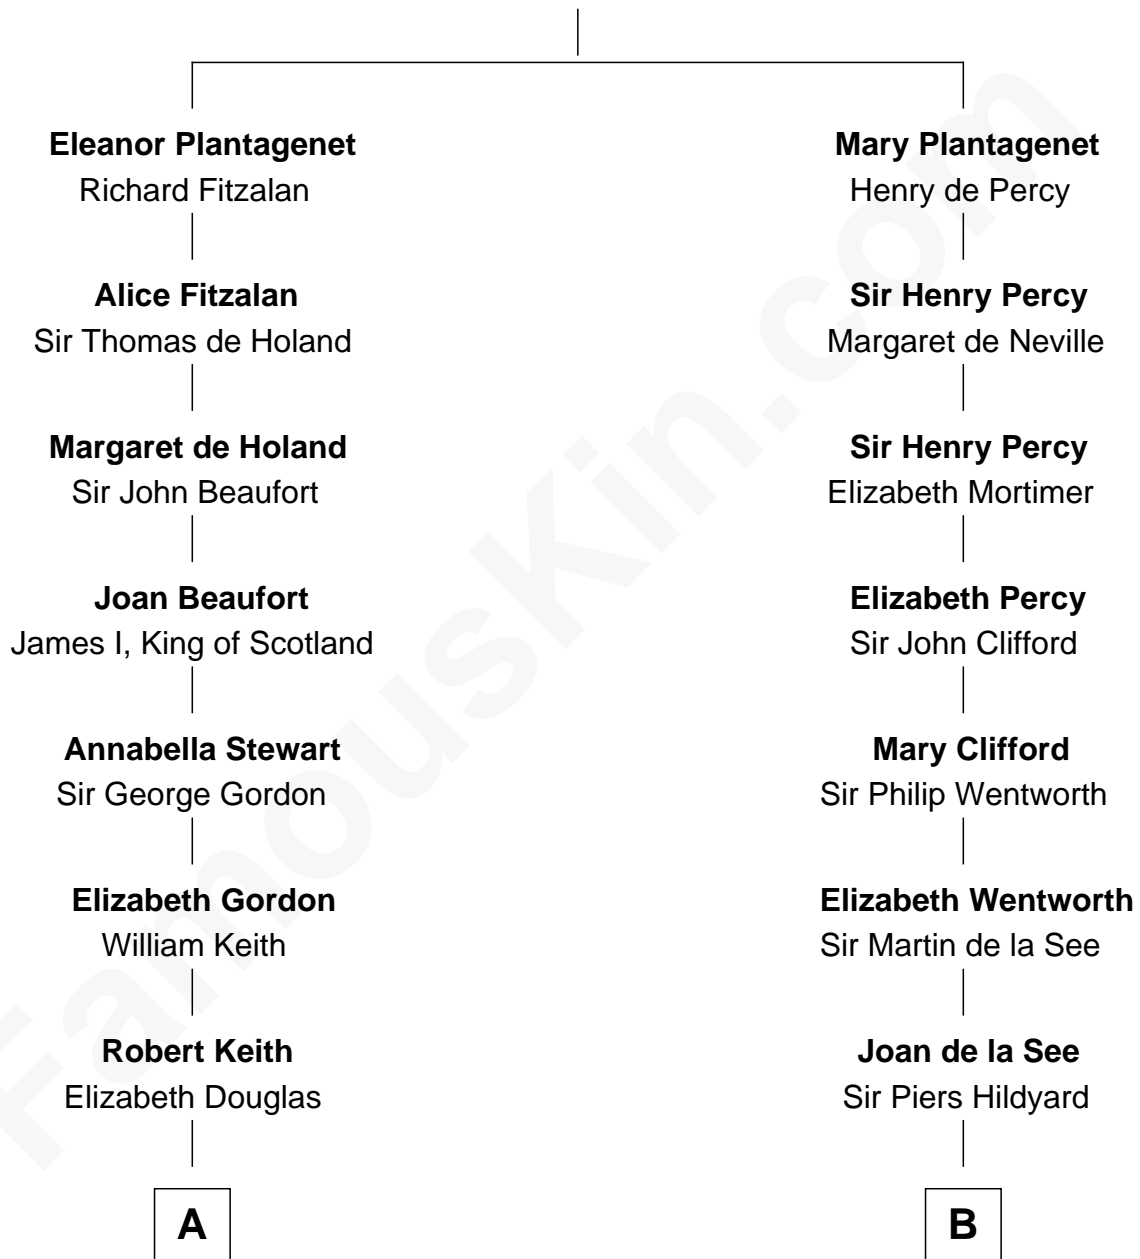 Eleanor Plantagenet
Richard Fitzalan
Alice Fitzalan
Sir Thomas de Holand
Margaret de Holand
Sir John Beaufort
Joan Beaufort
James I, King of Scotland
Annabella Stewart
Sir George Gordon
Elizabeth Gordon
William Keith
Robert Keith
Elizabeth Douglas
A
Mary Plantagenet
Henry de Percy
Sir Henry Percy
Margaret de Neville
Sir Henry Percy
Elizabeth Mortimer
Elizabeth Percy
Sir John Clifford
Mary Clifford
Sir Philip Wentworth
Elizabeth Wentworth
Sir Martin de la See
Joan de la See
Sir Piers Hildyard
B
FamousKin.com